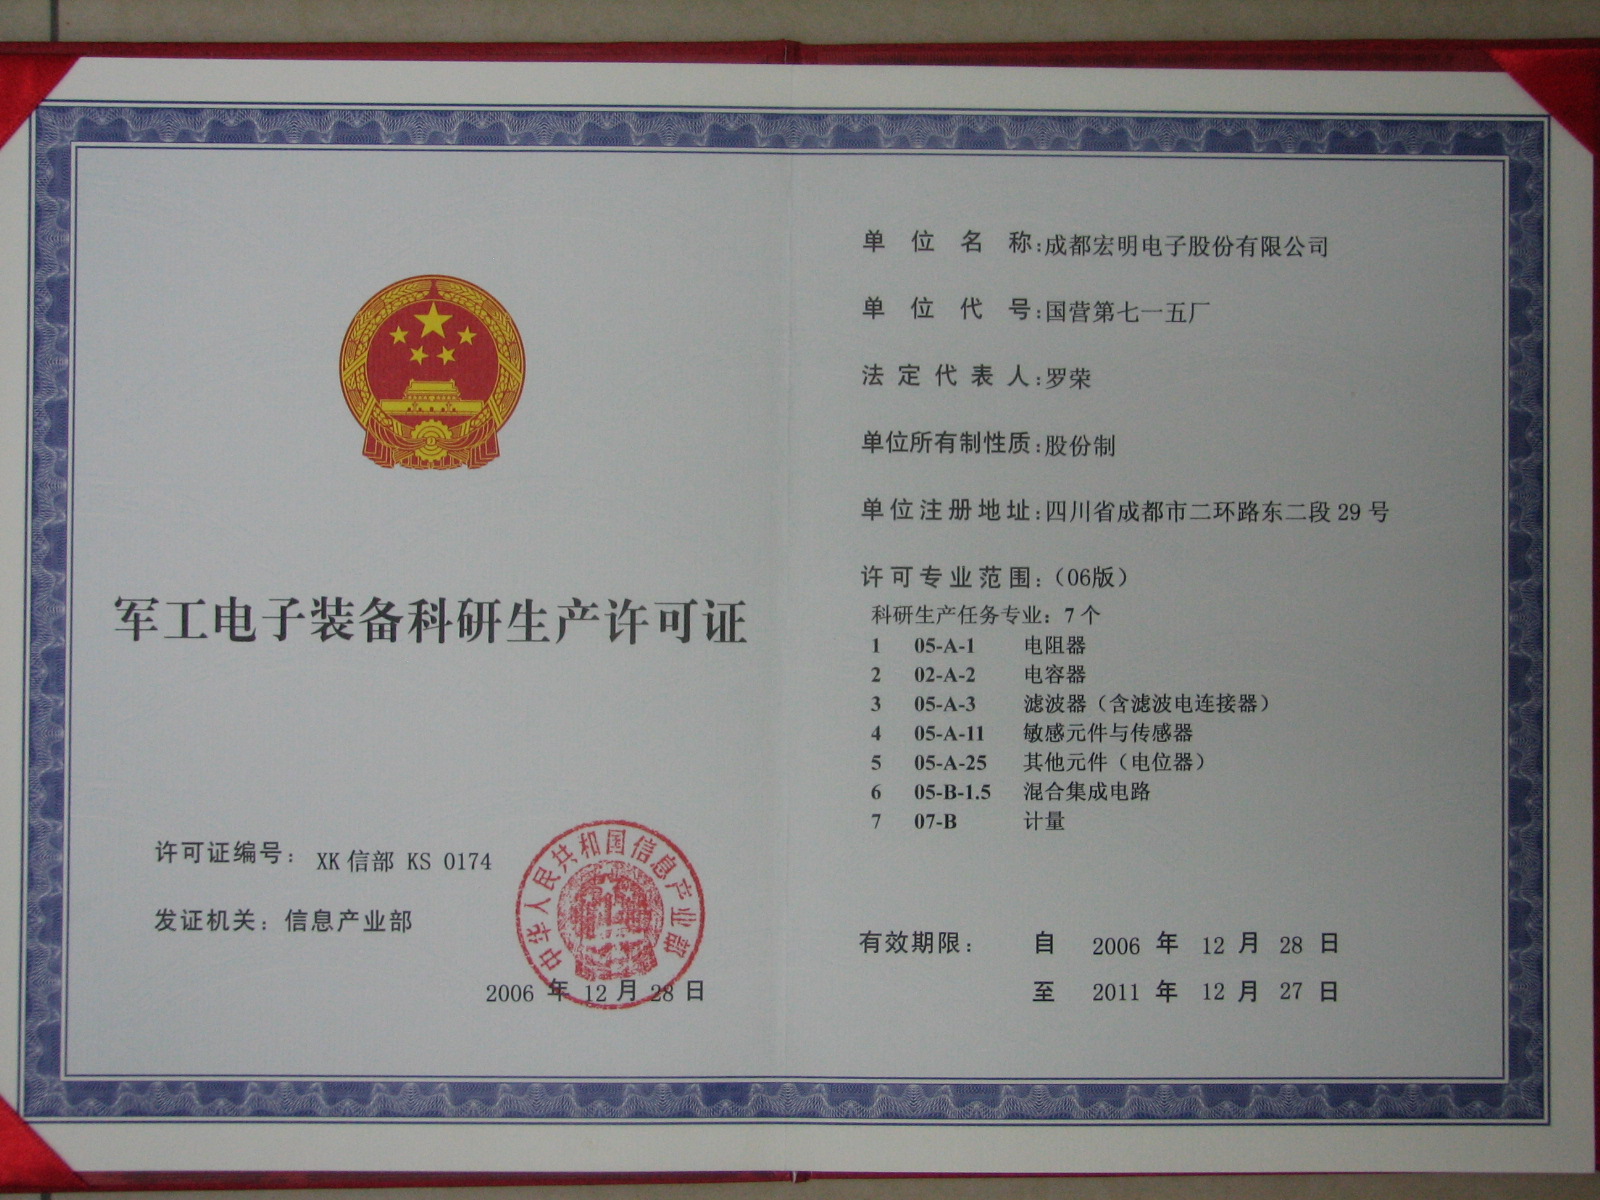 军工电子装备科研生产许可证
许可证编号：XK信部 KS 0174
发证机关：信息产业部
中华人民共和国信息产业部
2006 年 12 月 28 日
单位名称：成都宏明电子股份有限公司
单位代号：国营第七一五厂
法定代表人：罗荣
单位所有制性质：股份制
单位注册地址：四川省成都市二环路东二段 29 号
许可专业范围：（06版）
科研生产任务专业：7 个
1 05-A-1 电阻器
2 02-A-2 电容器
3 05-A-3 滤波器（含滤波电连接器）
4 05-A-11 敏感元件与传感器
5 05-A-25 其他元件（电位器）
6 05-B-1.5 混合集成电路
7 07-B 计量
有效期限： 自 2006 年 12 月 28 日
至 2011 年 12 月 27 日